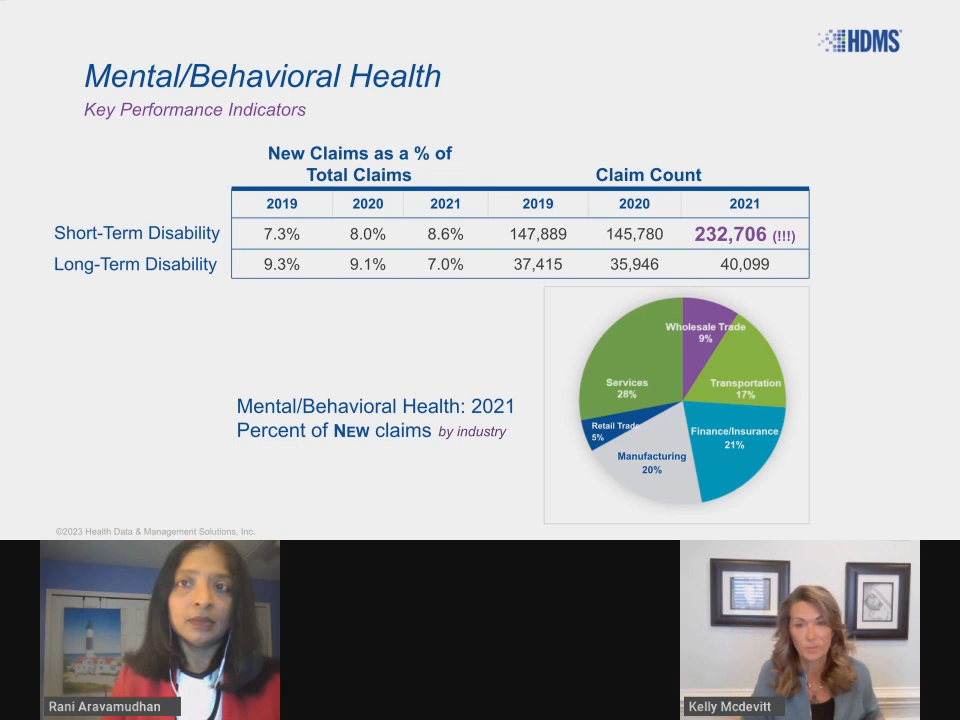 HDMS
Mental/Behavioral Health
Key Performance Indicators
New Claims as a % of
Total Claims
Claim Count
2019 2020 2021 2019 2020 2021
Short-Term Disability 7.3% 8.0% 8.6% 147,889 145,780 232,706 (!!!)
Long-Term Disability 9.3% 9.1% 7.0% 37,415 35,946 40,099
Wholesale Trade
9%
Services
28%
Transportation
17%
Mental/Behavioral Health: 2021
Percent of NEW claims by industry
Retail Trade
5%
Finance/Insurance
21%
Manufacturing
20%
©2023 Health Data & Management Solutions, Inc.
Rani Aravamudhan
Kelly Mcdevitt